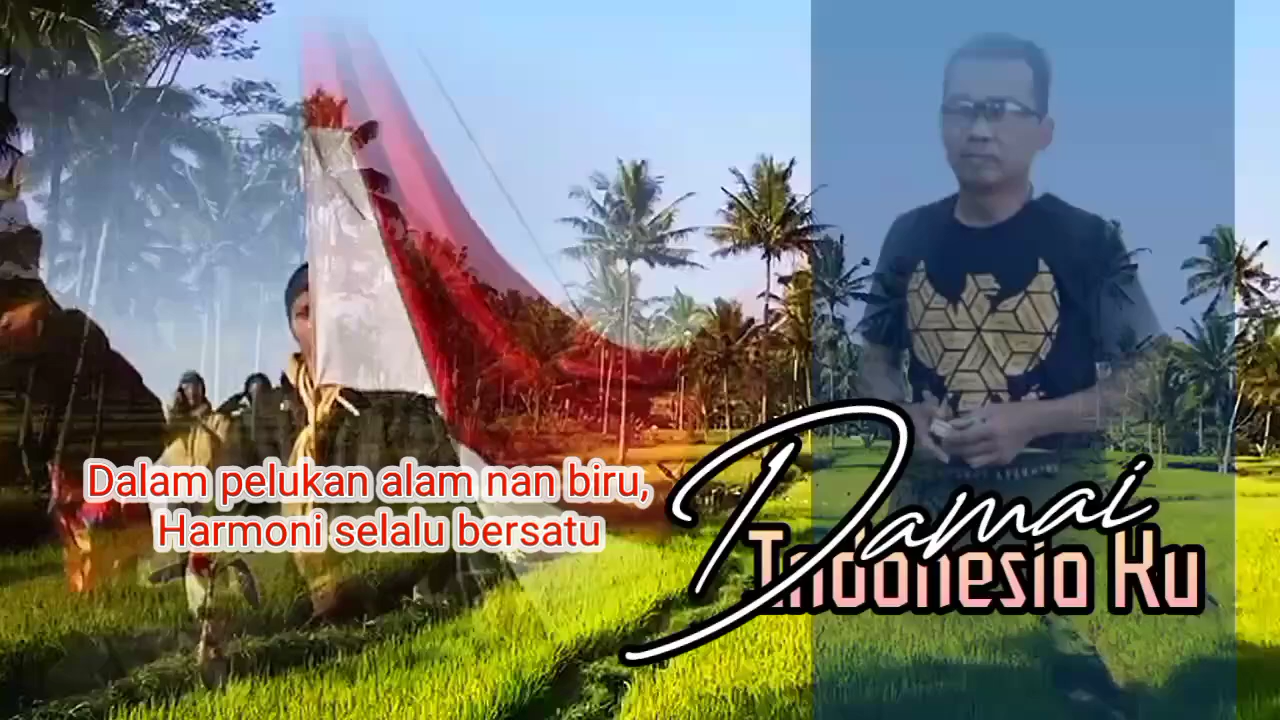 Dalam pelukan alam nan biru,
Harmoni selalu bersatu
Damai
Indonesia Ku